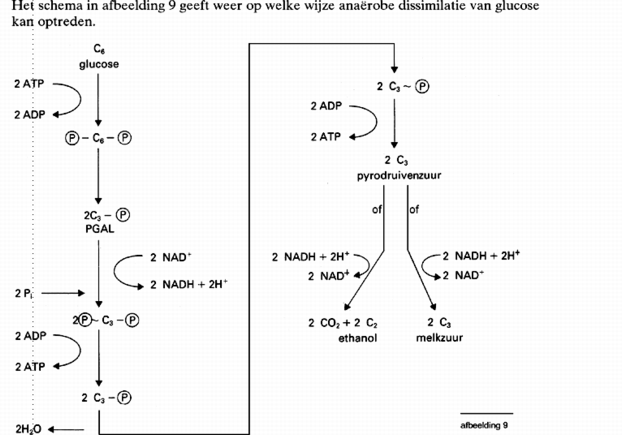 Het schema in afbeelding 9 geeft weer op welke wijze anaërobe dissimilatie van glucose
kan optreden.
C₆
glucose
2 ATP
2 ADP
Ⓟ – C₆ – Ⓟ
2C₃ – Ⓟ
PGAL
2 NAD⁺
2 NADH + 2H⁺
2 Pᵢ
2Ⓟ ~ C₃ – Ⓟ
2 ADP
2 ATP
2 C₃ – Ⓟ
2H₂O
2 C₃ ~ Ⓟ
2 ADP
2 ATP
2 C₃
pyrodruivenzuur
of of
2 NADH + 2H⁺
2 NAD⁺
2 NADH + 2H⁺
2 NAD⁺
2 CO₂ + 2 C₂
ethanol
2 C₃
melkzuur
afbeelding 9